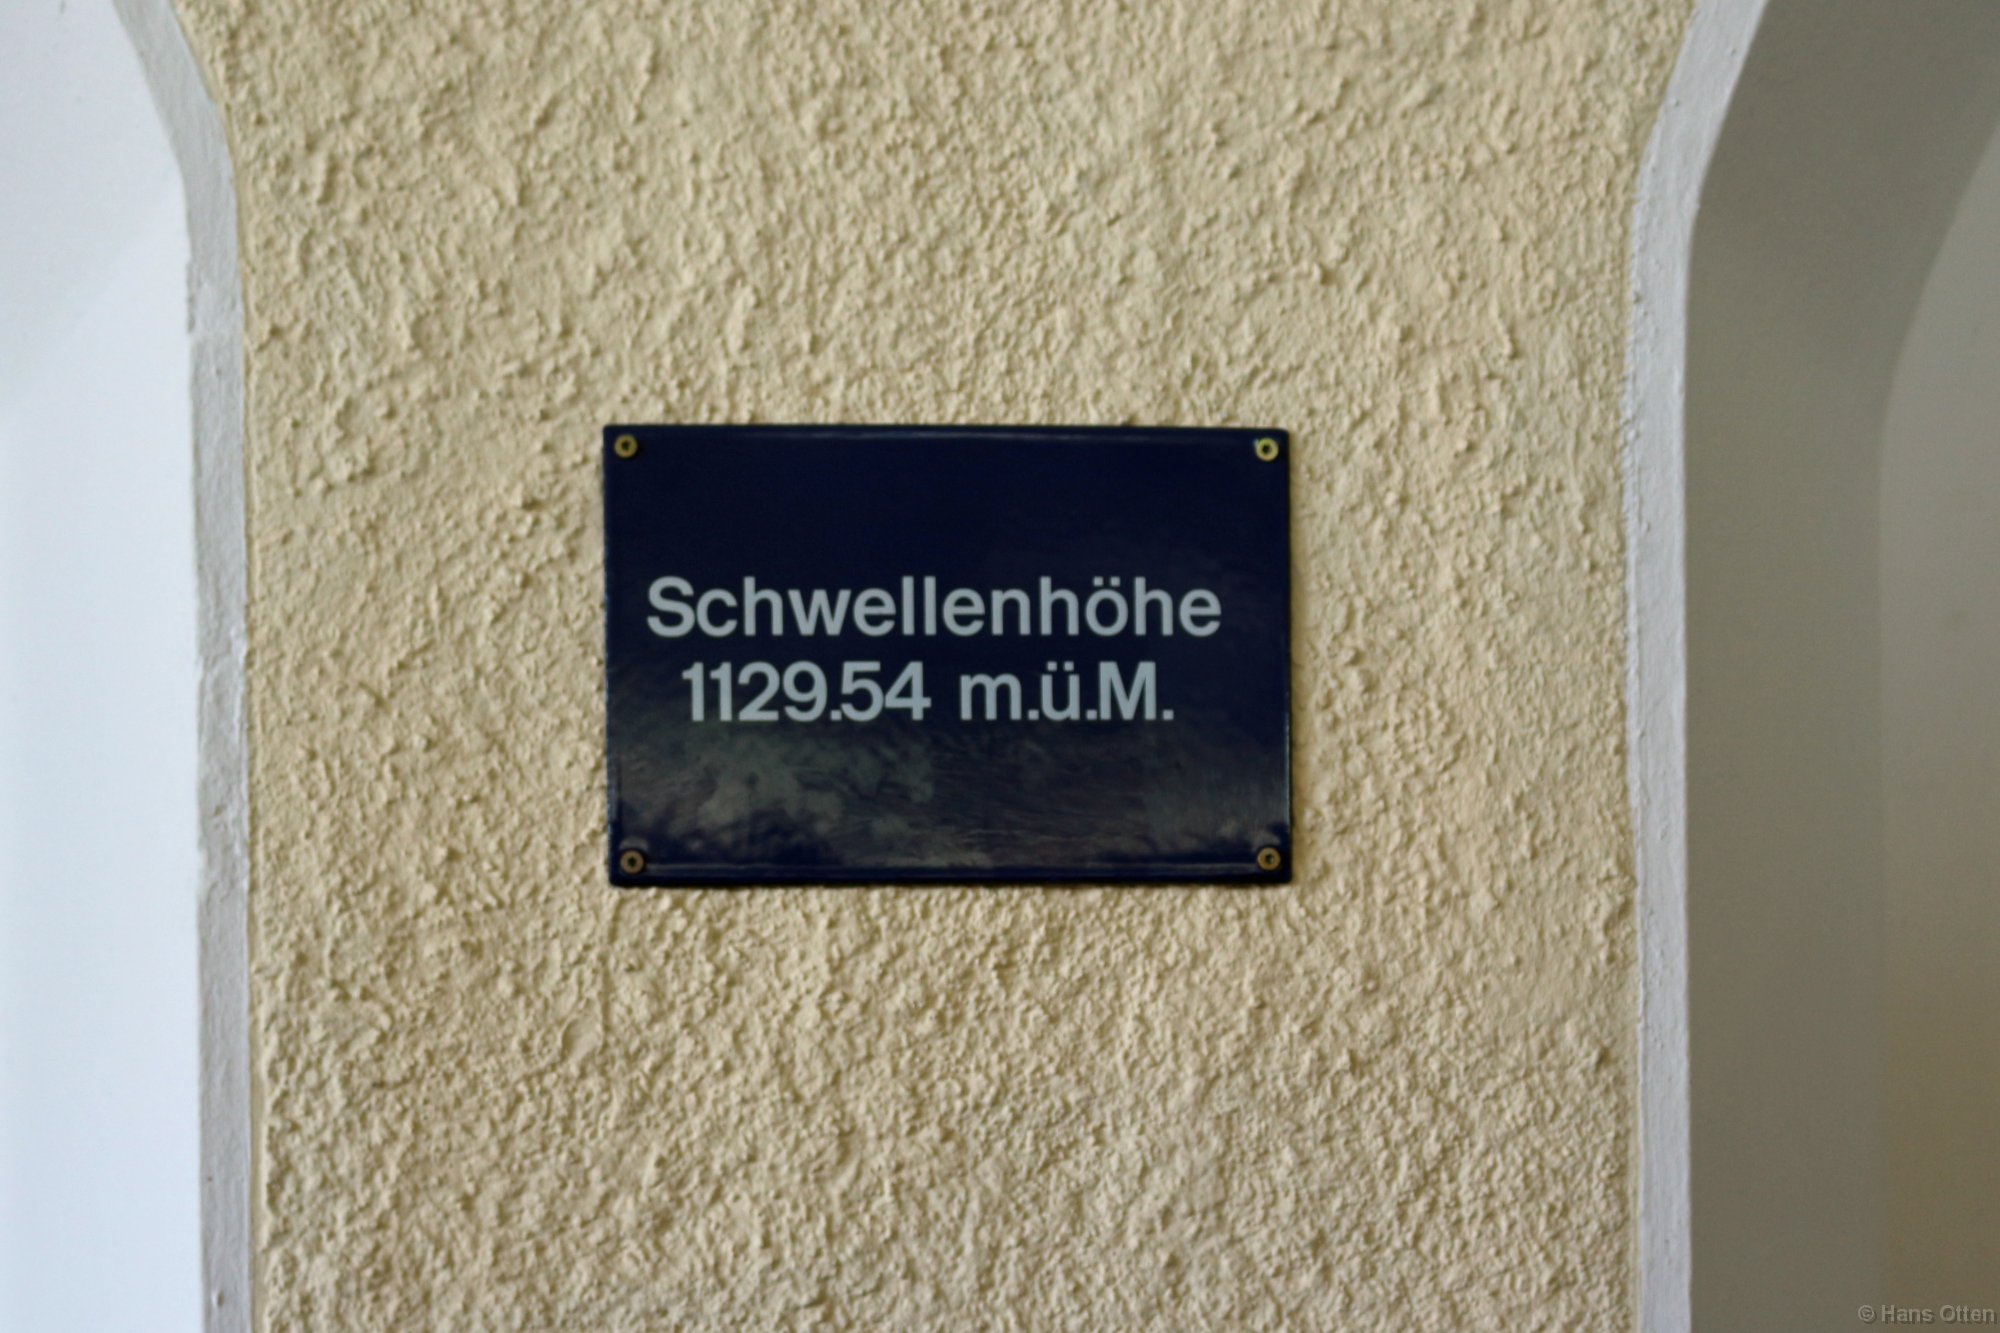 Schwellenhöhe
1129.54 m.ü.M.
© Hans Otten